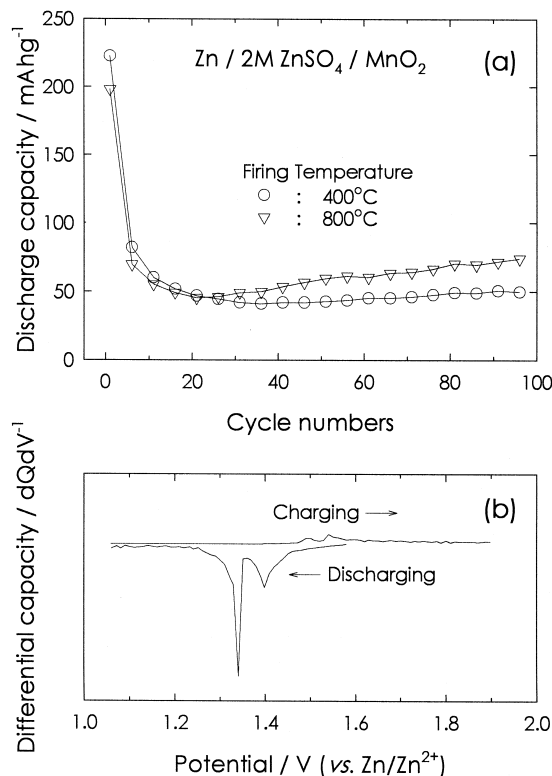 250
200
150
100
50
0
Discharge capacity / mAhg⁻¹
Zn / 2M ZnSO₄ / MnO₂
(a)
Firing Temperature
○ : 400°C
▽ : 800°C
0 20 40 60 80 100
Cycle numbers
Differential capacity / dQdV⁻¹
(b)
Charging →
← Discharging
1.0 1.2 1.4 1.6 1.8 2.0
Potential / V (vs. Zn/Zn²⁺)